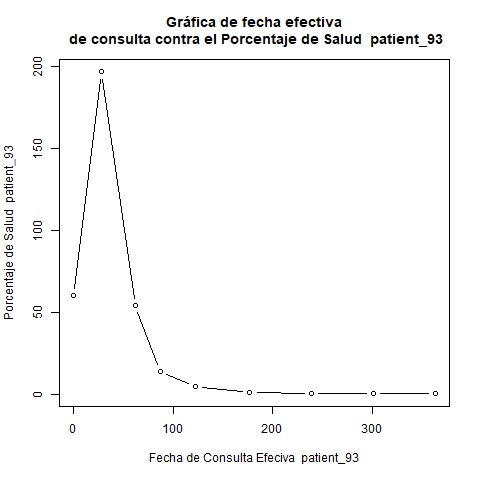 Gráfica de fecha efectiva
de consulta contra el Porcentaje de Salud patient_93
Porcentaje de Salud patient_93
200
150
100
50
0
0 100 200 300
Fecha de Consulta Efeciva patient_93